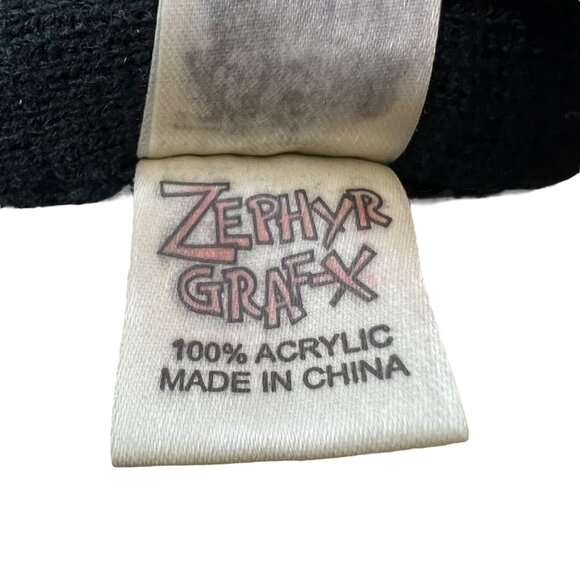 ZEPHYR
GRAF-X
100% ACRYLIC
MADE IN CHINA